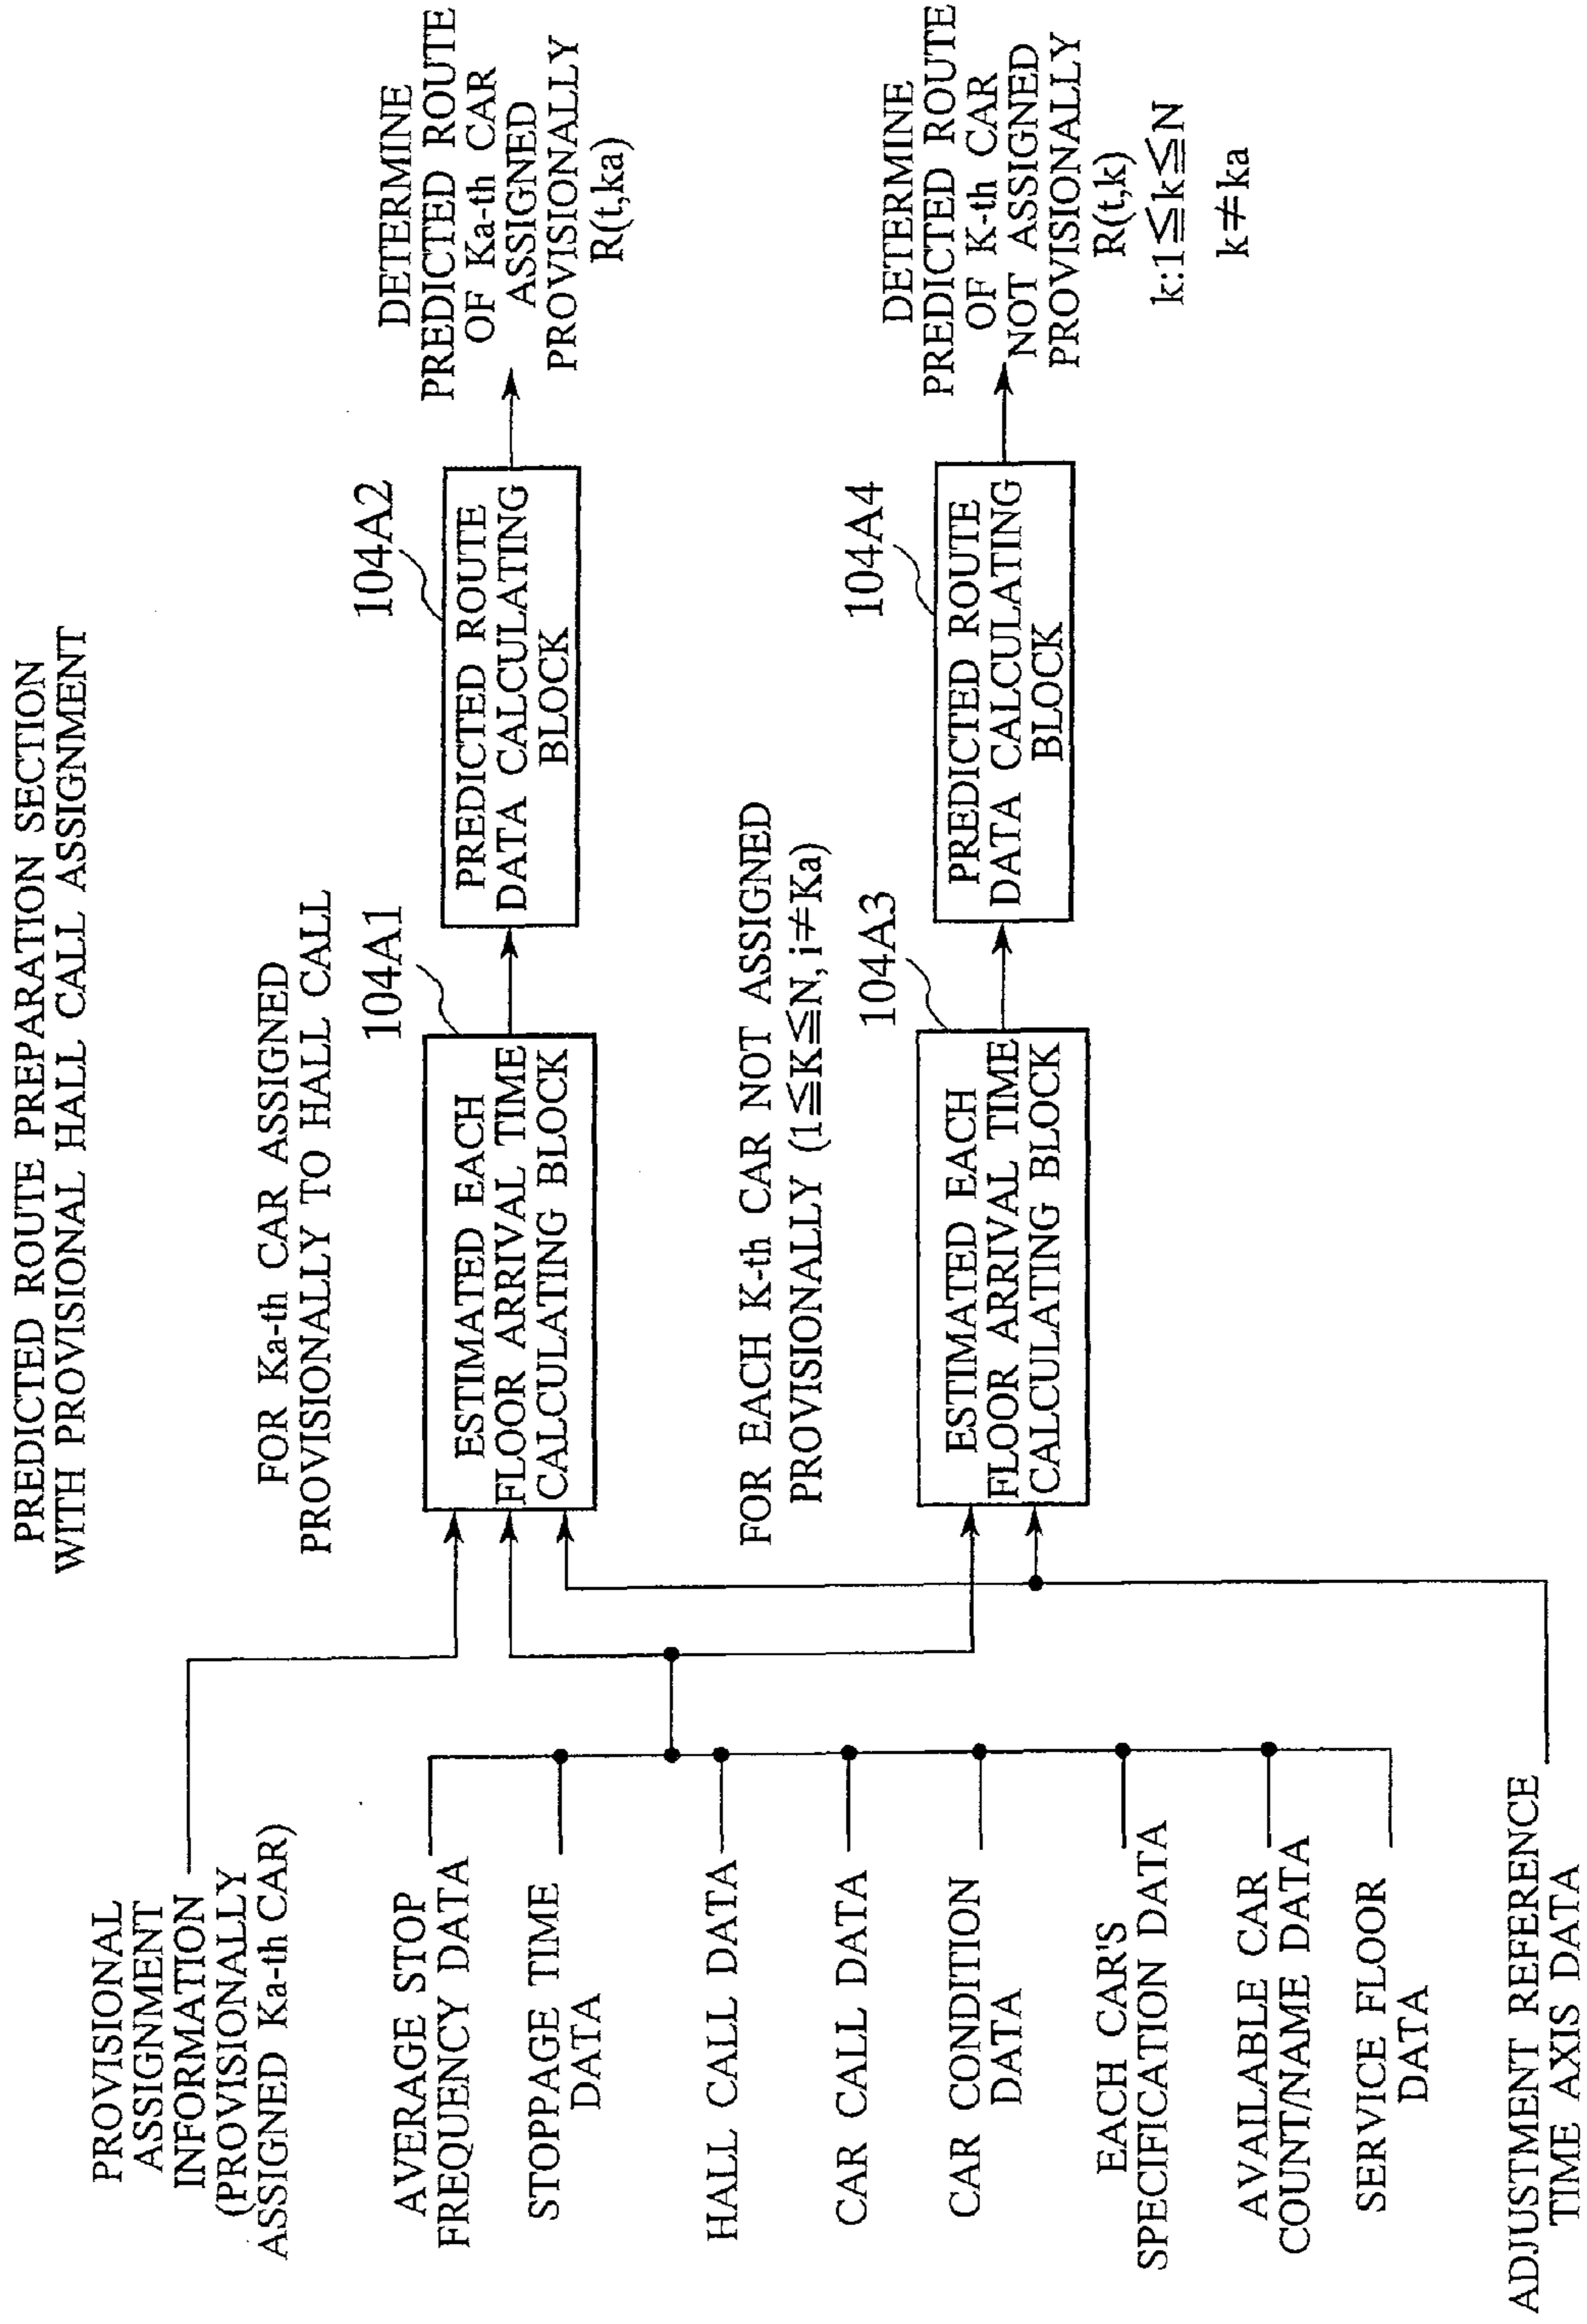 PREDICTED ROUTE PREPARATION SECTION
WITH PROVISIONAL HALL CALL ASSIGNMENT
PROVISIONAL
ASSIGNMENT
INFORMATION
(PROVISIONALLY
ASSIGNED Ka-th CAR)
AVERAGE STOP
FREQUENCY DATA
STOPPAGE TIME
DATA
HALL CALL DATA
CAR CALL DATA
CAR CONDITION
DATA
EACH CAR'S
SPECIFICATION DATA
AVAILABLE CAR
COUNT/NAME DATA
SERVICE FLOOR
DATA
ADJUSTMENT REFERENCE
TIME AXIS DATA
FOR Ka-th CAR ASSIGNED
PROVISIONALLY TO HALL CALL
104A1
ESTIMATED EACH
FLOOR ARRIVAL TIME
CALCULATING BLOCK
104A2
PREDICTED ROUTE
DATA CALCULATING
BLOCK
DETERMINE
PREDICTED ROUTE
OF Ka-th CAR
ASSIGNED
PROVISIONALLY
R(t,ka)
FOR EACH K-th CAR NOT ASSIGNED
PROVISIONALLY (1≦K≦N, i≠Ka)
104A3
ESTIMATED EACH
FLOOR ARRIVAL TIME
CALCULATING BLOCK
104A4
PREDICTED ROUTE
DATA CALCULATING
BLOCK
DETERMINE
PREDICTED ROUTE
OF K-th CAR
NOT ASSIGNED
PROVISIONALLY
R(t,k)
k:1≦k≦N
k≠ka